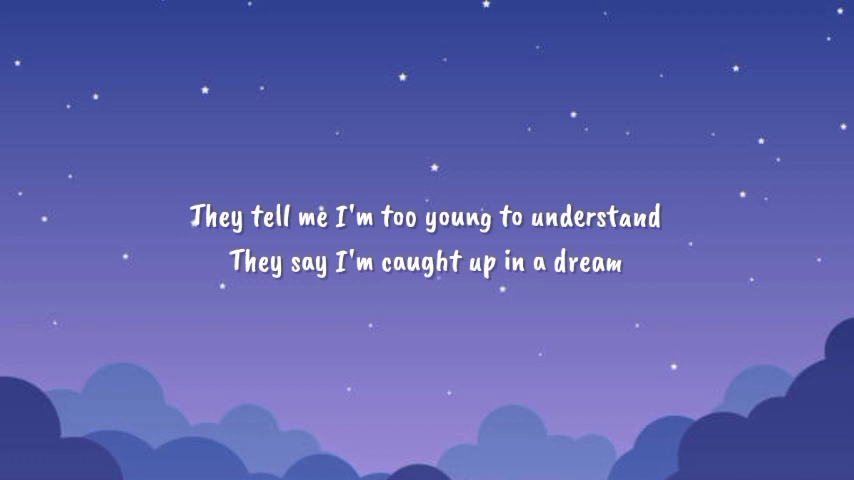 They tell me I'm too young to understand
They say I'm caught up in a dream